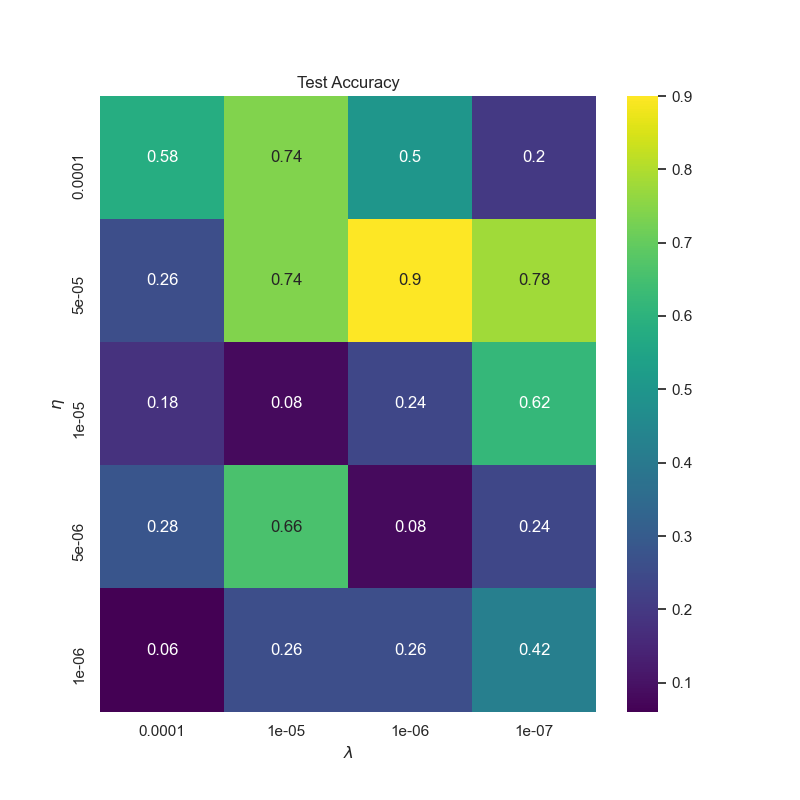 Test Accuracy
0.0001 0.58 0.74 0.5 0.2
5e-05 0.26 0.74 0.9 0.78
1e-05 0.18 0.08 0.24 0.62
5e-06 0.28 0.66 0.08 0.24
1e-06 0.06 0.26 0.26 0.42
η
0.0001 1e-05 1e-06 1e-07
λ
0.9
0.8
0.7
0.6
0.5
0.4
0.3
0.2
0.1